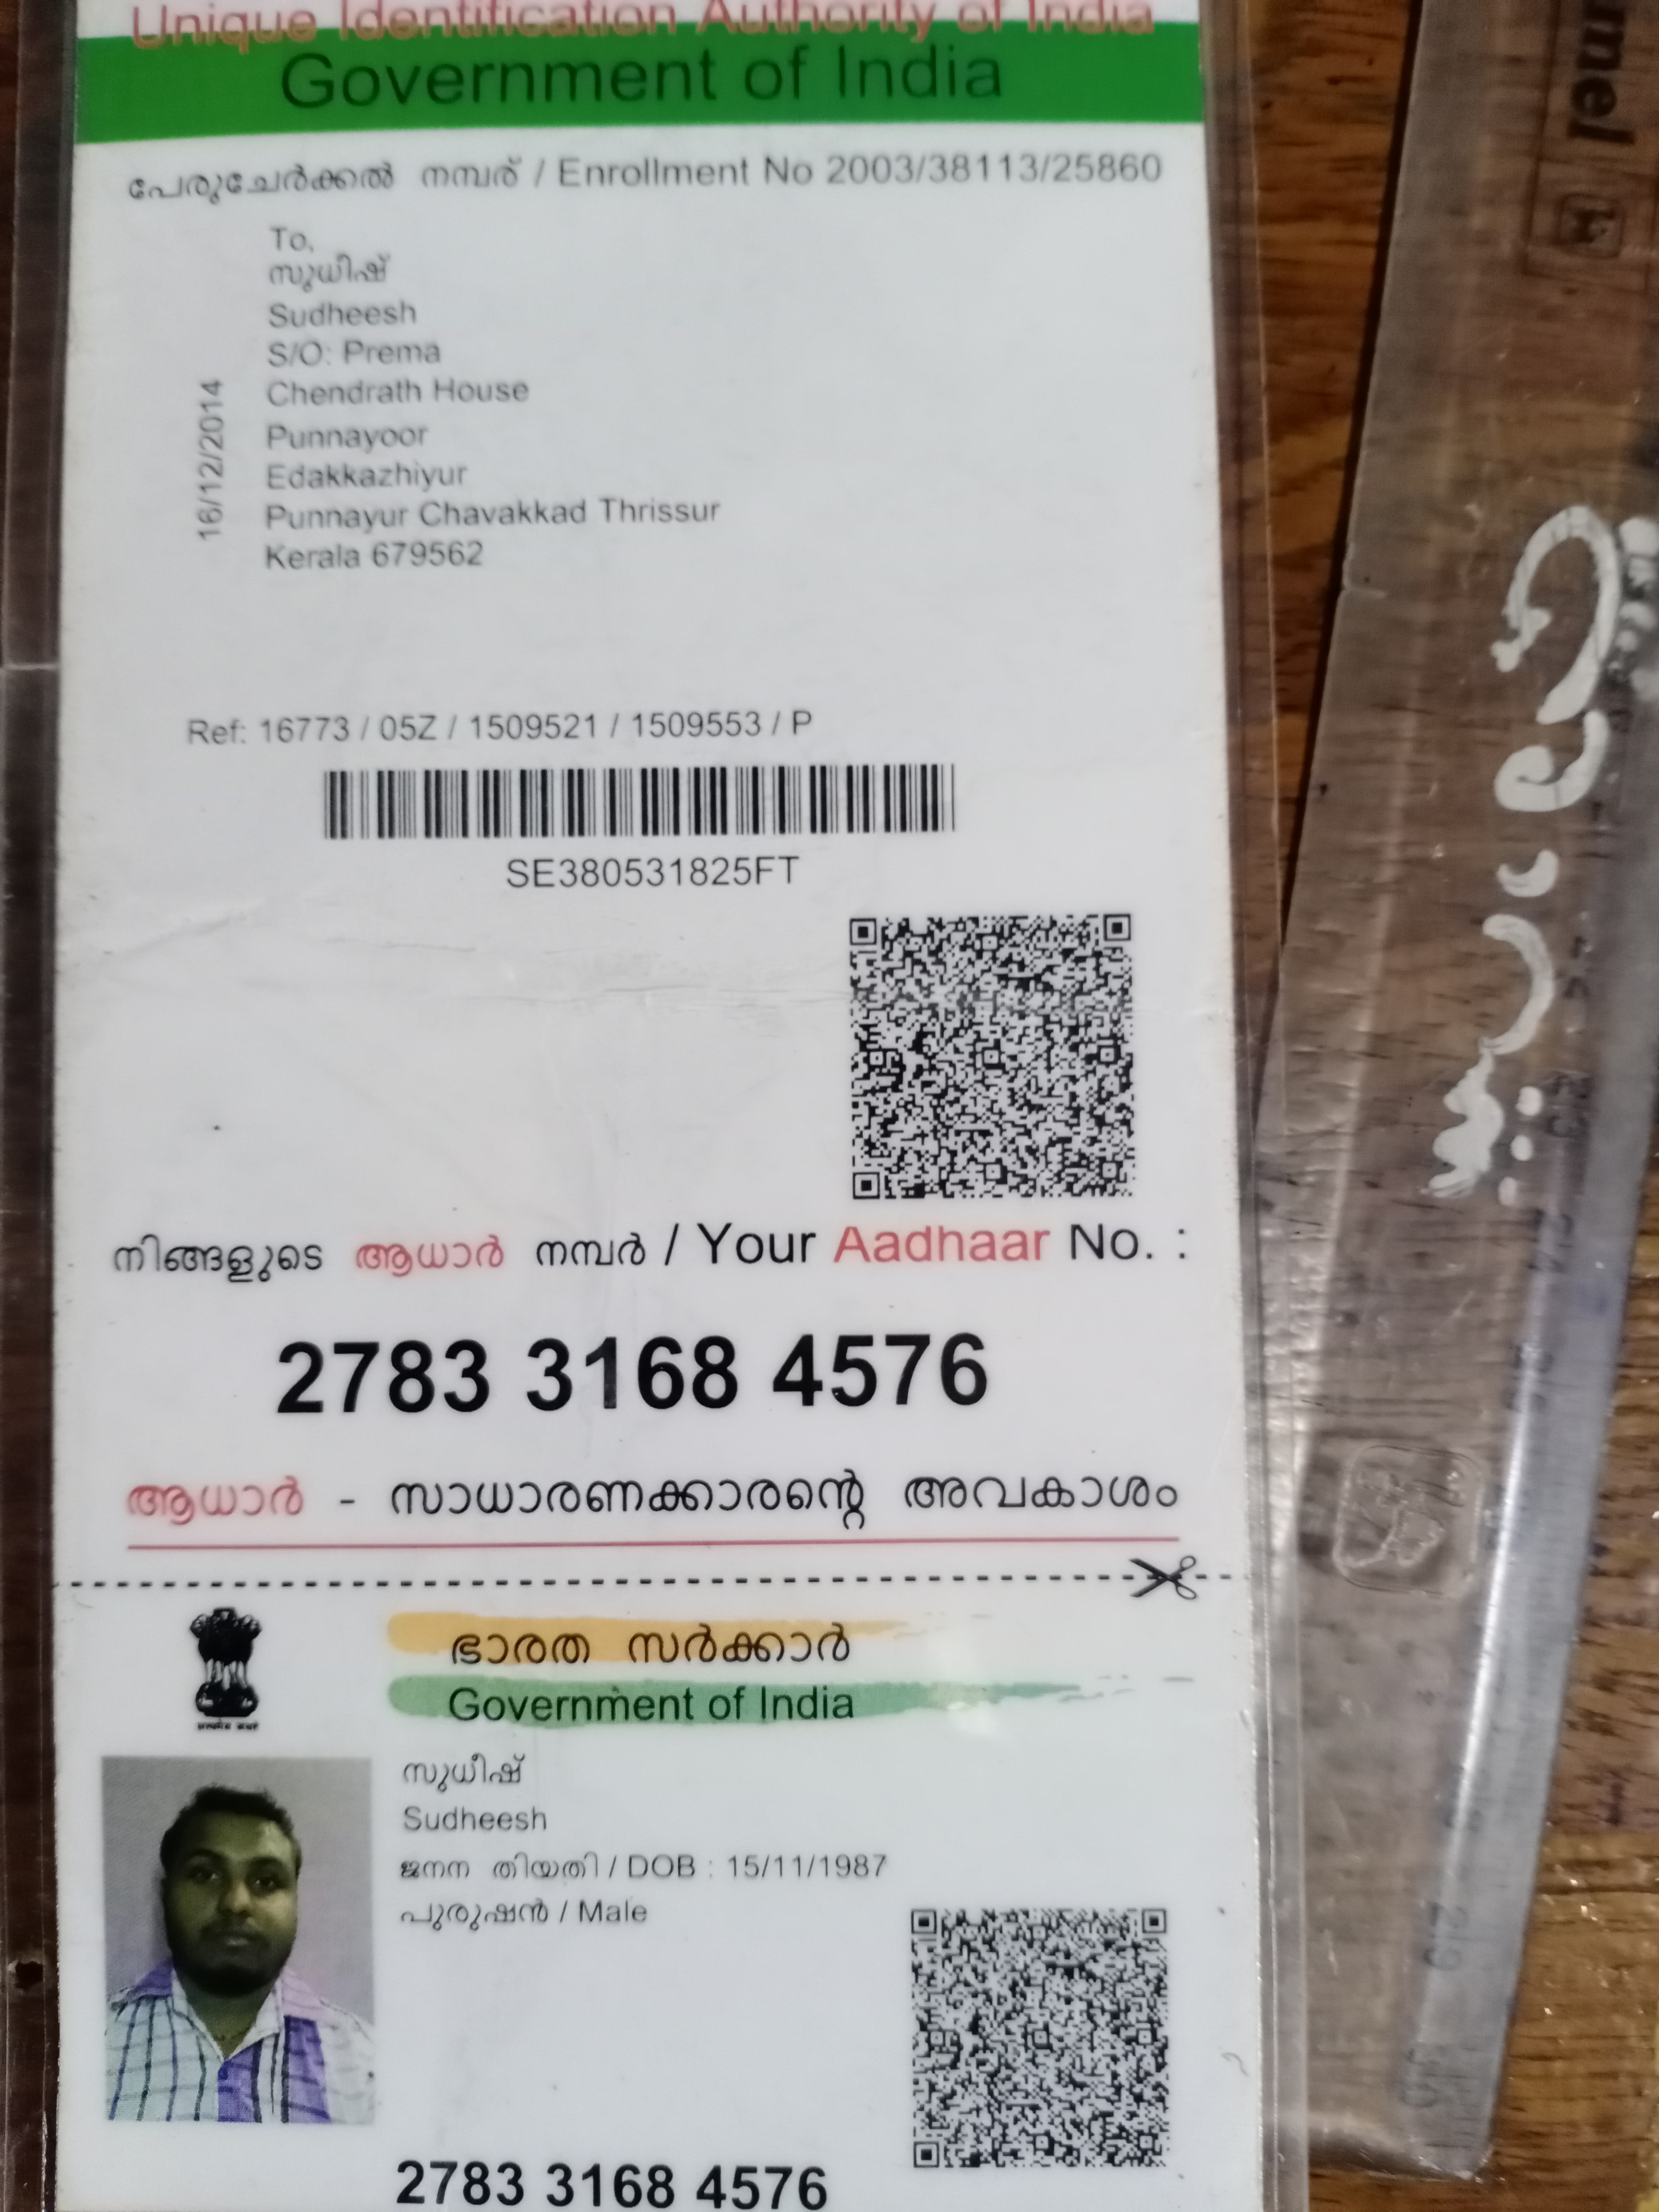 Unique Identification Authority of India
Government of India
പേരുചേർക്കൽ നമ്പര് / Enrollment No 2003/38113/25860
To,
സുധീഷ്
Sudheesh
S/O: Prema
Chendrath House
Punnayoor
Edakkazhiyur
Punnayur Chavakkad Thrissur
Kerala 679562
16/12/2014
Ref: 16773 / 05Z / 1509521 / 1509553 / P
SE380531825FT
നിങ്ങളുടെ ആധാർ നമ്പർ / Your Aadhaar No. :
2783 3168 4576
ആധാർ - സാധാരണക്കാരന്റെ അവകാശം
ഭാരത സർക്കാർ
Government of India
സുധീഷ്
Sudheesh
ജനന തിയതി / DOB : 15/11/1987
പുരുഷൻ / Male
2783 3168 4576